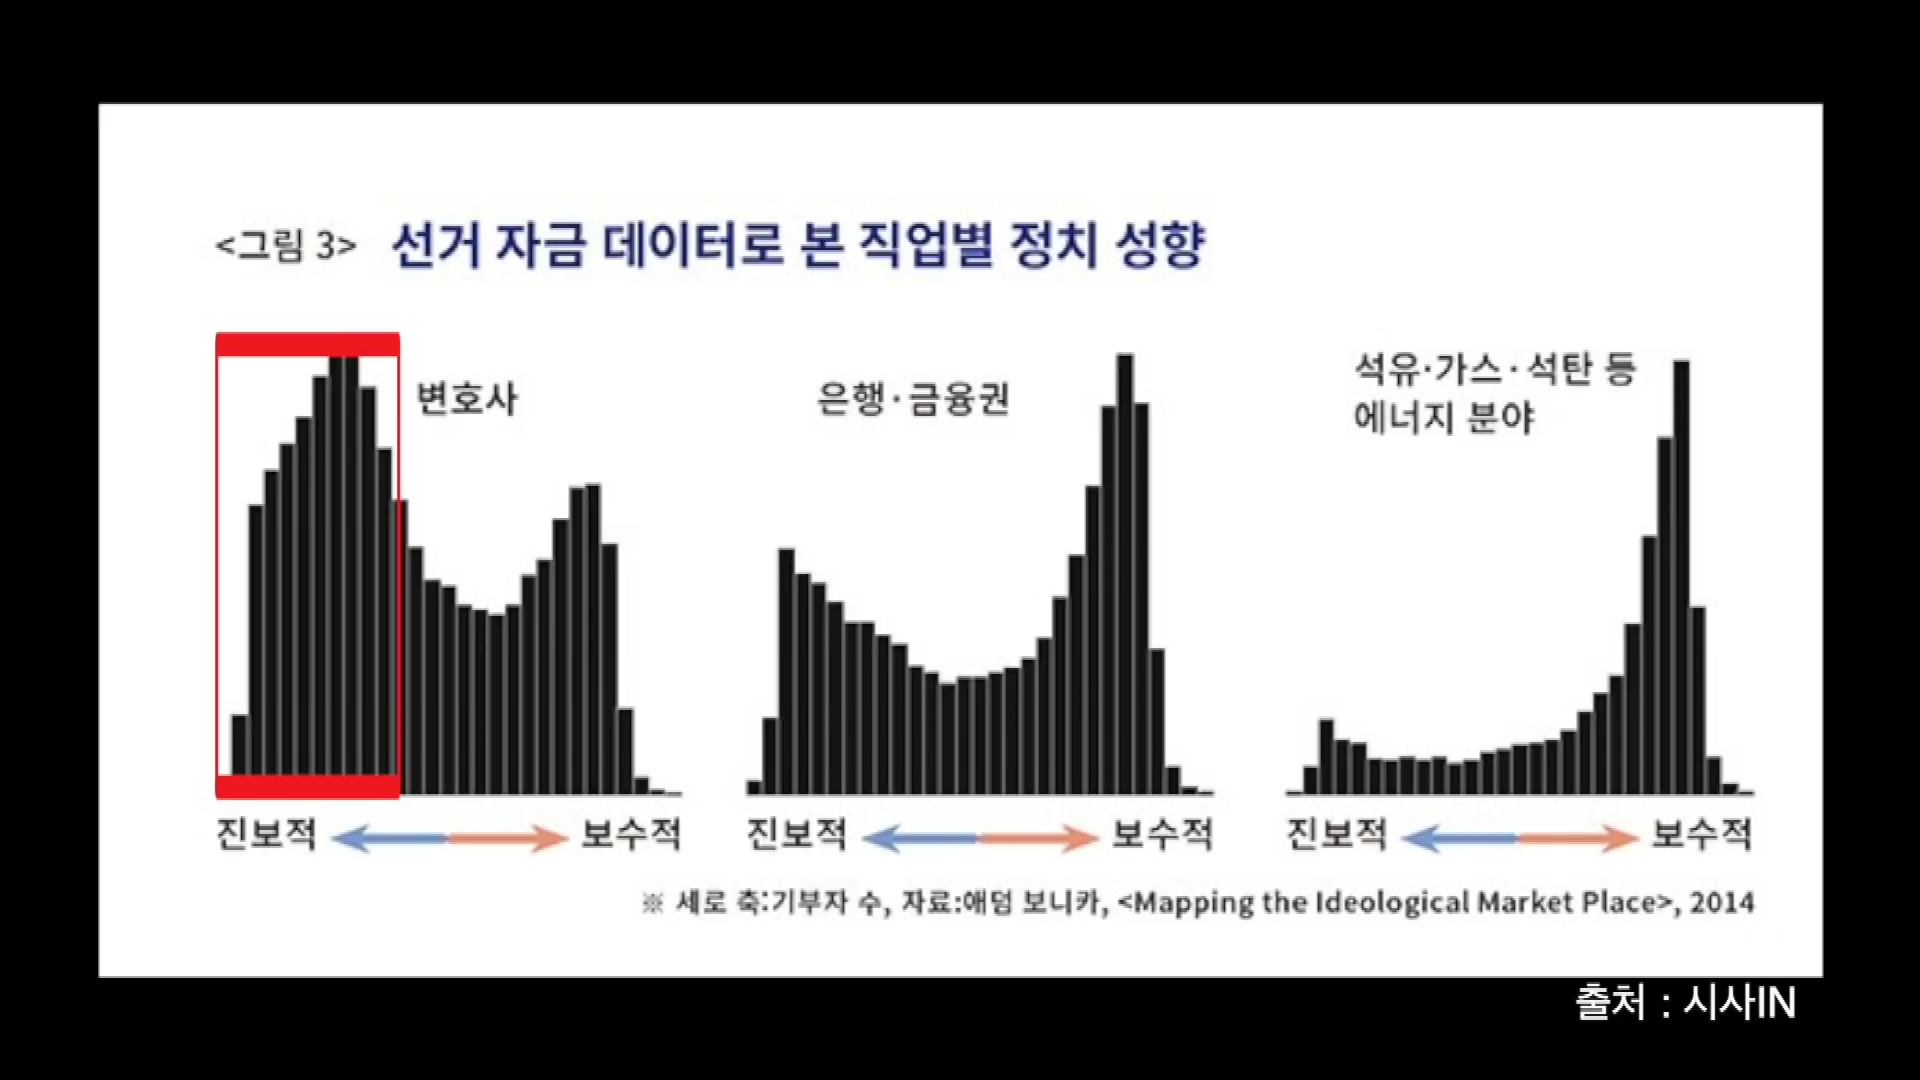 <그림 3> 선거 자금 데이터로 본 직업별 정치 성향
변호사
은행·금융권
석유·가스·석탄 등
에너지 분야
진보적 보수적
진보적 보수적
진보적 보수적
※ 세로 축:기부자 수, 자료:애덤 보니카, <Mapping the Ideological Market Place>, 2014
출처 : 시사IN